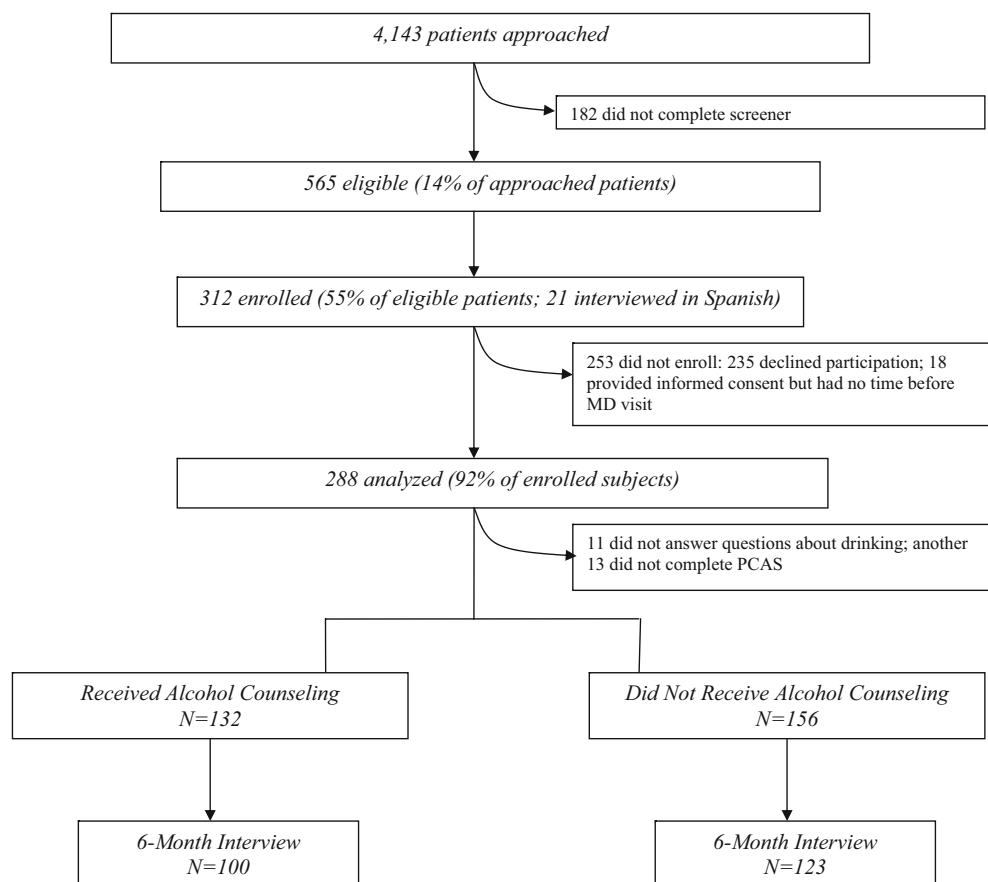 4,143 patients approached
182 did not complete screener
565 eligible (14% of approached patients)
312 enrolled (55% of eligible patients; 21 interviewed in Spanish)
253 did not enroll: 235 declined participation; 18
provided informed consent but had no time before
MD visit
288 analyzed (92% of enrolled subjects)
11 did not answer questions about drinking; another
13 did not complete PCAS
Received Alcohol Counseling
N=132
Did Not Receive Alcohol Counseling
N=156
6-Month Interview
N=100
6-Month Interview
N=123